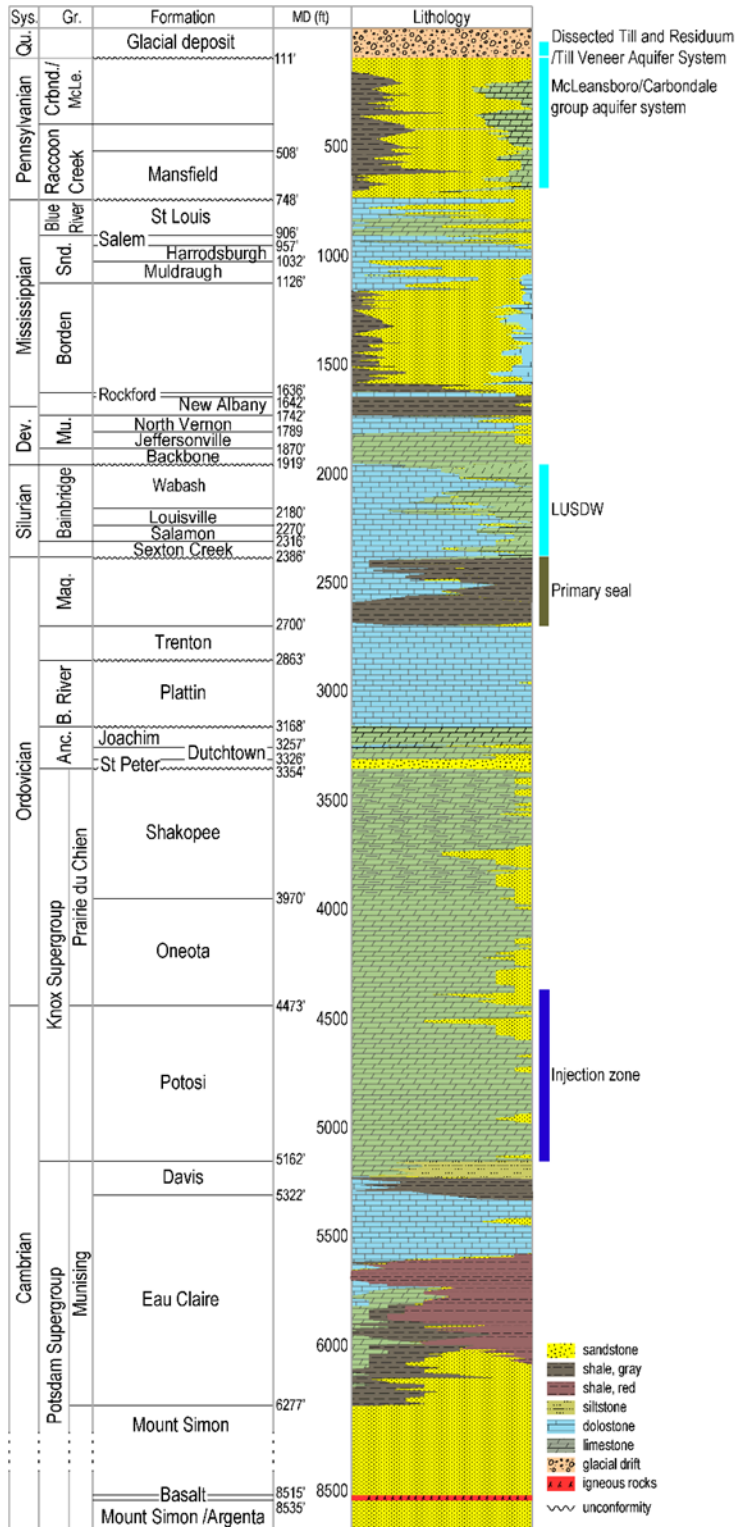 Sys. Gr. Formation MD (ft) Lithology
Qu.
Glacial deposit
111'
Pennsylvanian
Crbnd./
McLe.
Raccoon
Creek
508'
Mansfield
748'
Mississippian
Blue
River
St Louis
906'
Snd.
Salem
957'
Harrodsburgh
1032'
Muldraugh
1126'
Borden
1636'
Rockford
1642'
New Albany
1742'
Dev.
Mu.
North Vernon
1789
Jeffersonville
1870'
Backbone
1919'
Silurian
Bainbridge
Wabash
2180'
Louisville
2270'
Salamon
2316'
Sexton Creek
2386'
Ordovician
Maq.
2700'
Trenton
2863'
B. River
Plattin
3168'
Anc.
Joachim
3257'
Dutchtown
3326'
St Peter
3354'
Knox Supergroup
Prairie du Chien
Shakopee
3970'
Oneota
4473'
Cambrian
Potosi
5162'
Potsdam Supergroup
Munising
Davis
5322'
Eau Claire
6277'
Mount Simon
Basalt
8515'
8535'
Mount Simon /Argenta
500
1000
1500
2000
2500
3000
3500
4000
4500
5000
5500
6000
8500
Dissected Till and Residuum
/Till Veneer Aquifer System
McLeansboro/Carbondale
group aquifer system
LUSDW
Primary seal
Injection zone
sandstone
shale, gray
shale, red
siltstone
dolostone
limestone
glacial drift
igneous rocks
unconformity